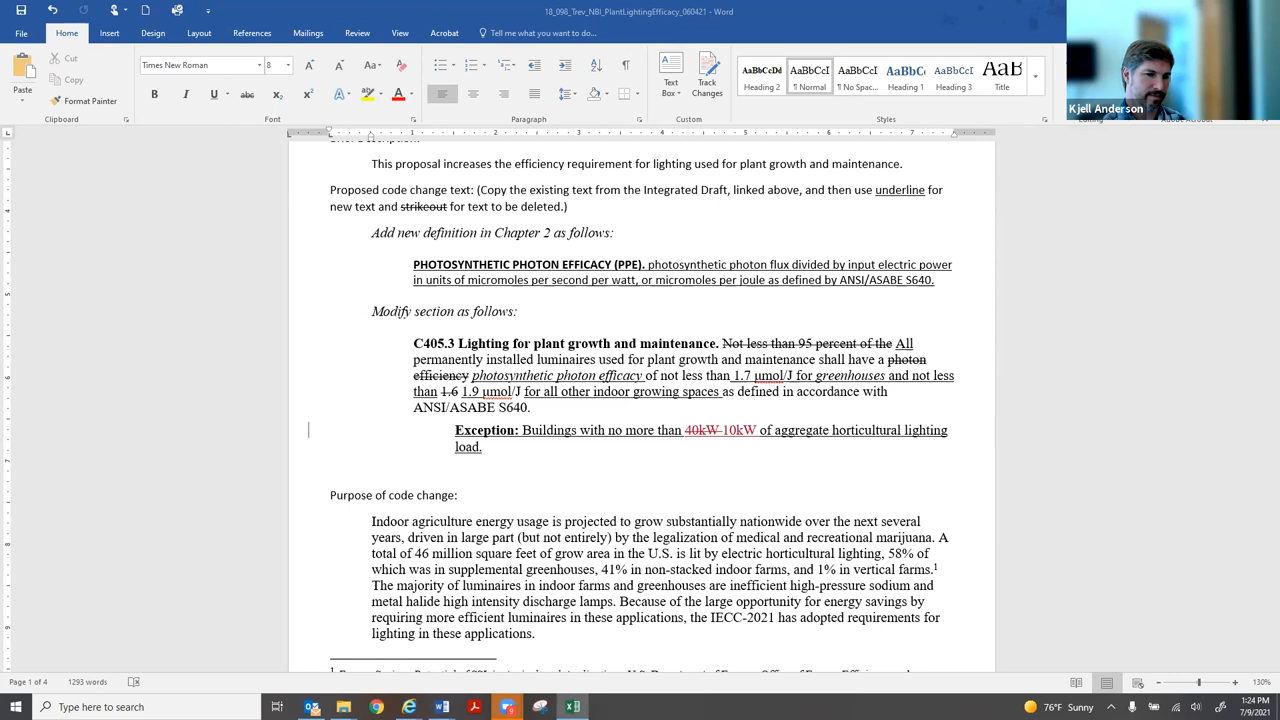 18_098_Trev_NBI_PlantLightingEfficacy_060421 - Word
File Home Insert Design Layout References Mailings Review View Acrobat Tell me what you want to do...
Cut
Copy
Format Painter
Paste
Times New Roman 8
Text Box
Track Changes
AaBbCcDd AaBbCcI AaBbCcI AaBbC AaBbCcI AaB
Heading 2 ¶ Normal ¶ No Spac... Heading 1 Heading 3 Title
Clipboard Font Paragraph Custom Styles Editing
Kjell Anderson
This proposal increases the efficiency requirement for lighting used for plant growth and maintenance.
Proposed code change text: (Copy the existing text from the Integrated Draft, linked above, and then use underline for
new text and strikeout for text to be deleted.)
Add new definition in Chapter 2 as follows:
PHOTOSYNTHETIC PHOTON EFFICACY (PPE). photosynthetic photon flux divided by input electric power
in units of micromoles per second per watt, or micromoles per joule as defined by ANSI/ASABE S640.
Modify section as follows:
C405.3 Lighting for plant growth and maintenance. Not less than 95 percent of the All
permanently installed luminaires used for plant growth and maintenance shall have a photon
efficiency photosynthetic photon efficacy of not less than 1.7 μmol/J for greenhouses and not less
than 1.6 1.9 μmol/J for all other indoor growing spaces as defined in accordance with
ANSI/ASABE S640.
Exception: Buildings with no more than 40kW 10kW of aggregate horticultural lighting
load.
Purpose of code change:
Indoor agriculture energy usage is projected to grow substantially nationwide over the next several
years, driven in large part (but not entirely) by the legalization of medical and recreational marijuana. A
total of 46 million square feet of grow area in the U.S. is lit by electric horticultural lighting, 58% of
which was in supplemental greenhouses, 41% in non-stacked indoor farms, and 1% in vertical farms.1
The majority of luminaires in indoor farms and greenhouses are inefficient high-pressure sodium and
metal halide high intensity discharge lamps. Because of the large opportunity for energy savings by
requiring more efficient luminaires in these applications, the IECC-2021 has adopted requirements for
lighting in these applications.
Page 1 of 4 1293 words 130%
Type here to search
76°F Sunny
1:24 PM
7/9/2021